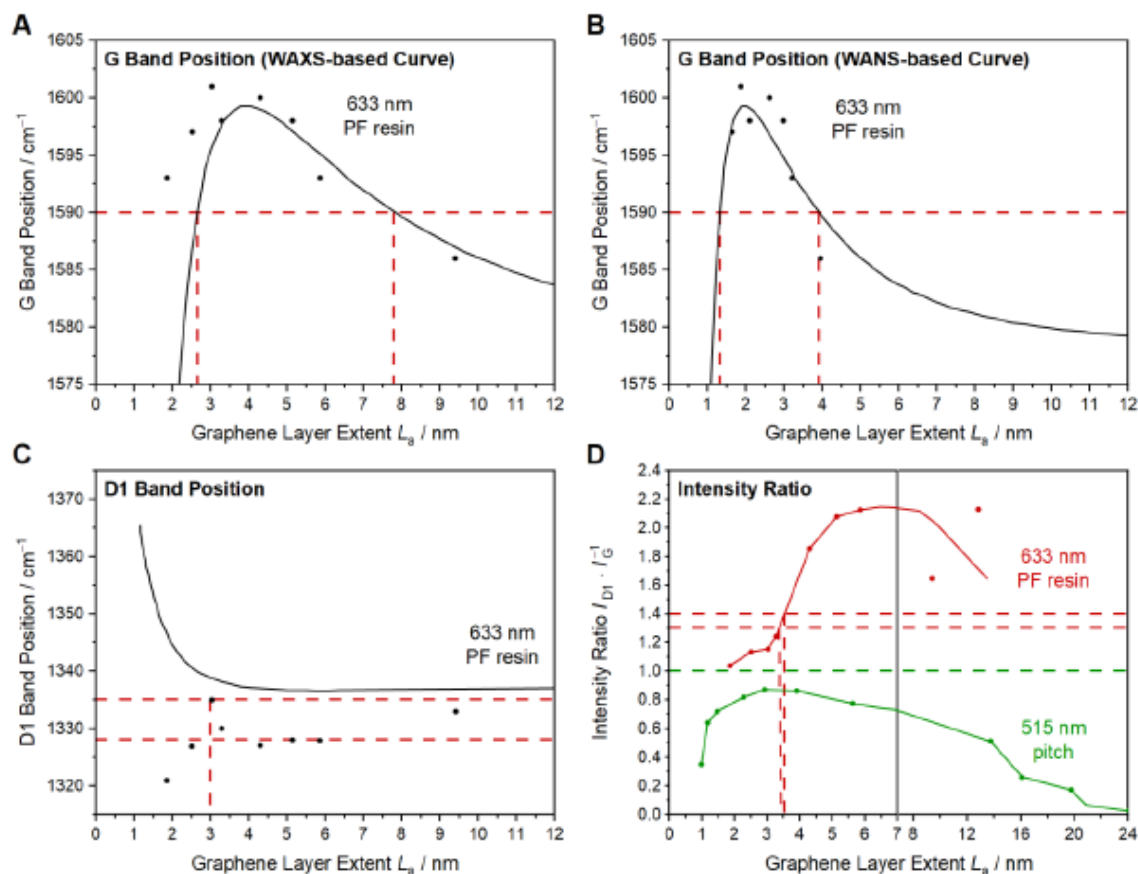 A
G Band Position (WAXS-based Curve)
633 nm
PF resin
1605
1600
1595
1590
1585
1580
1575
G Band Position / cm⁻¹
0 1 2 3 4 5 6 7 8 9 10 11 12
Graphene Layer Extent Lₐ / nm
B
G Band Position (WANS-based Curve)
633 nm
PF resin
1605
1600
1595
1590
1585
1580
1575
G Band Position / cm⁻¹
0 1 2 3 4 5 6 7 8 9 10 11 12
Graphene Layer Extent Lₐ / nm
C
D1 Band Position
633 nm
PF resin
1370
1360
1350
1340
1330
1320
D1 Band Position / cm⁻¹
0 1 2 3 4 5 6 7 8 9 10 11 12
Graphene Layer Extent Lₐ / nm
D
Intensity Ratio
633 nm
PF resin
515 nm
pitch
2.4
2.2
2.0
1.8
1.6
1.4
1.2
1.0
0.8
0.6
0.4
0.2
0.0
Intensity Ratio I_D1 · I_G⁻¹
0 1 2 3 4 5 6 7 8 12 16 20 24
Graphene Layer Extent Lₐ / nm